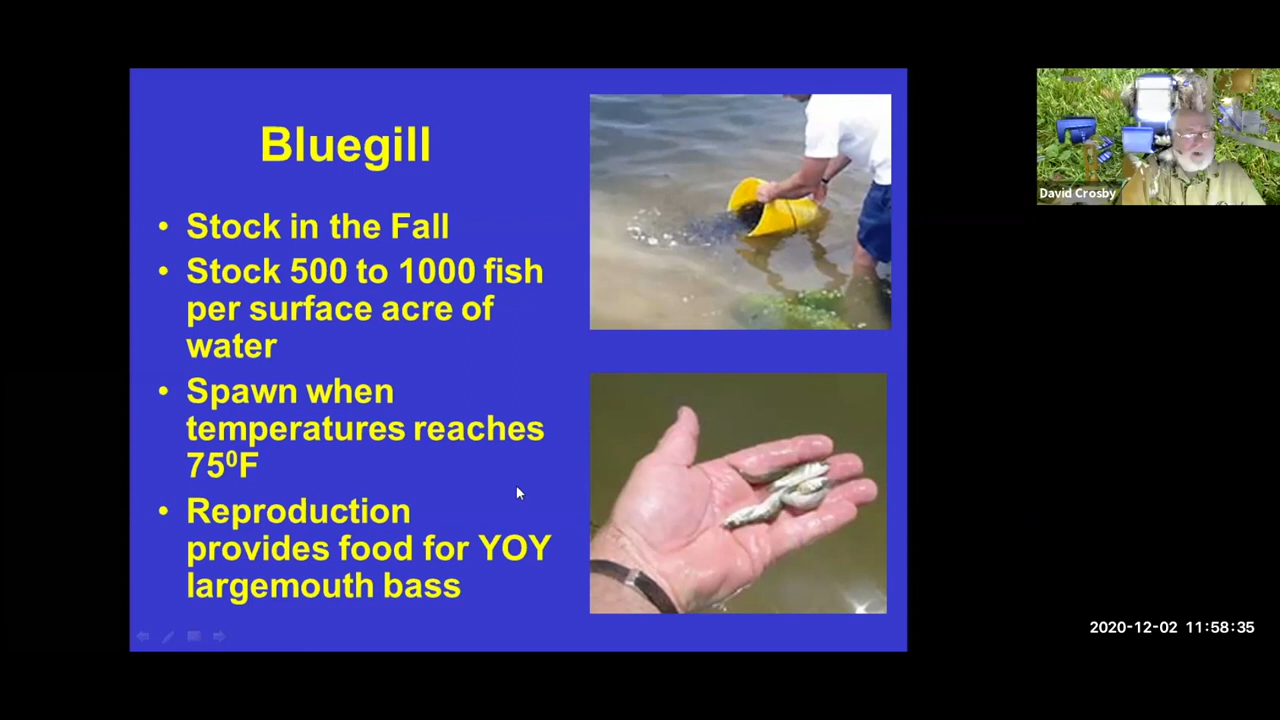 Bluegill
• Stock in the Fall
• Stock 500 to 1000 fish
per surface acre of
water
• Spawn when
temperatures reaches
75⁰F
• Reproduction
provides food for YOY
largemouth bass
David Crosby
2020-12-02 11:58:35